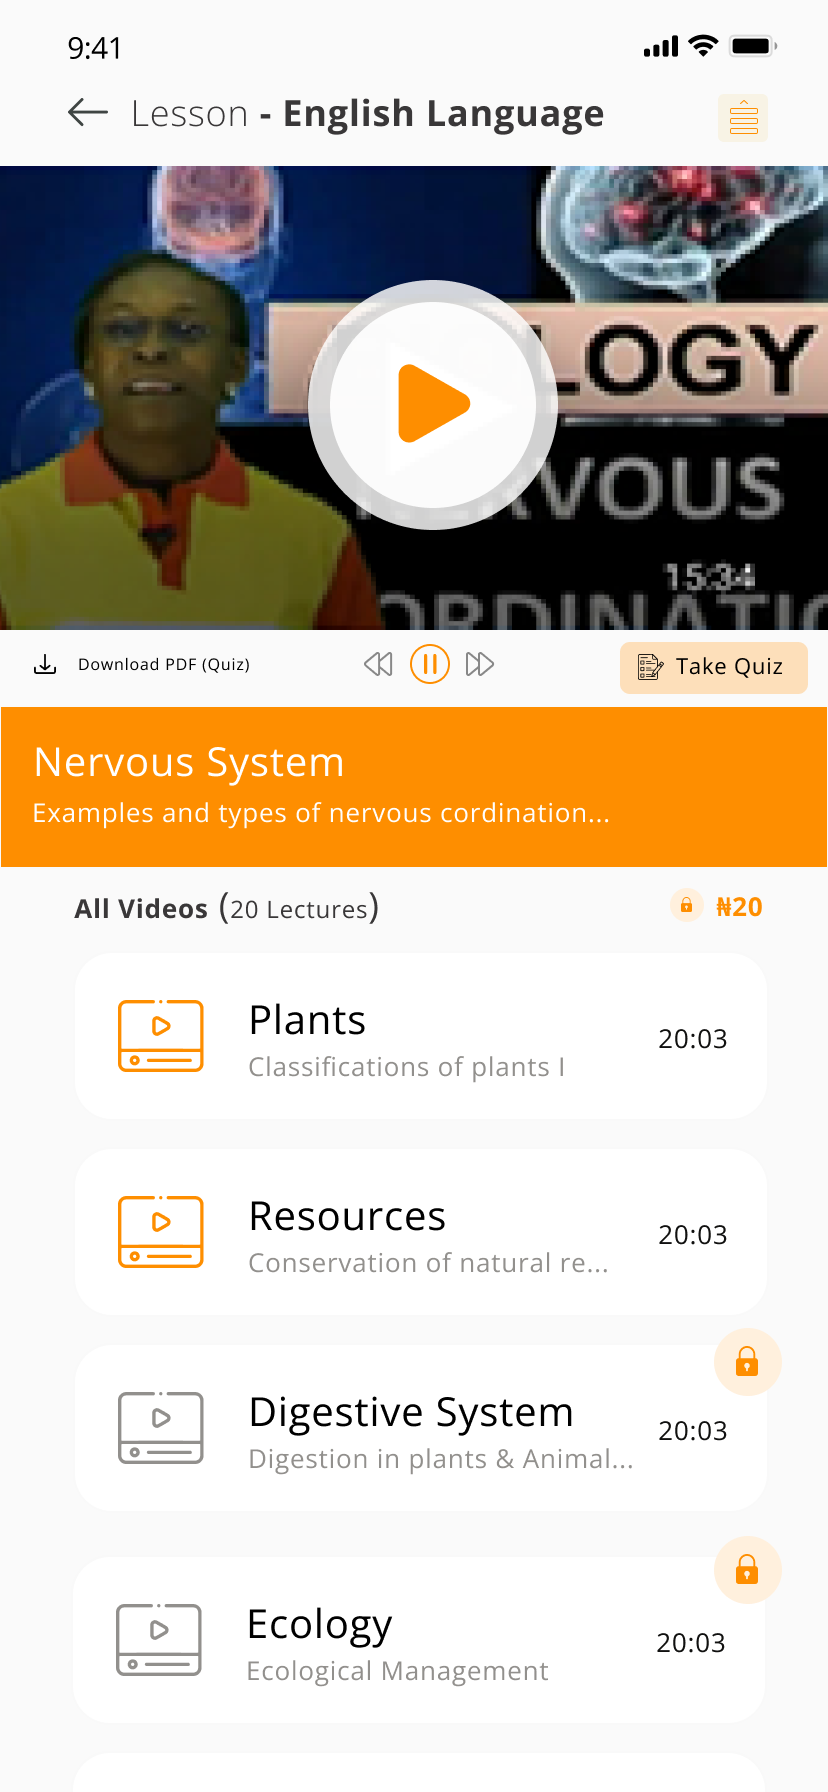 9:41
Lesson - English Language
LOGY
NERVOUS
15:34
ORDINATIO
Download PDF (Quiz)
Take Quiz
Nervous System
Examples and types of nervous cordination...
All Videos (20 Lectures)
₦20
Plants
Classifications of plants I
20:03
Resources
Conservation of natural re...
20:03
Digestive System
Digestion in plants & Animal...
20:03
Ecology
Ecological Management
20:03